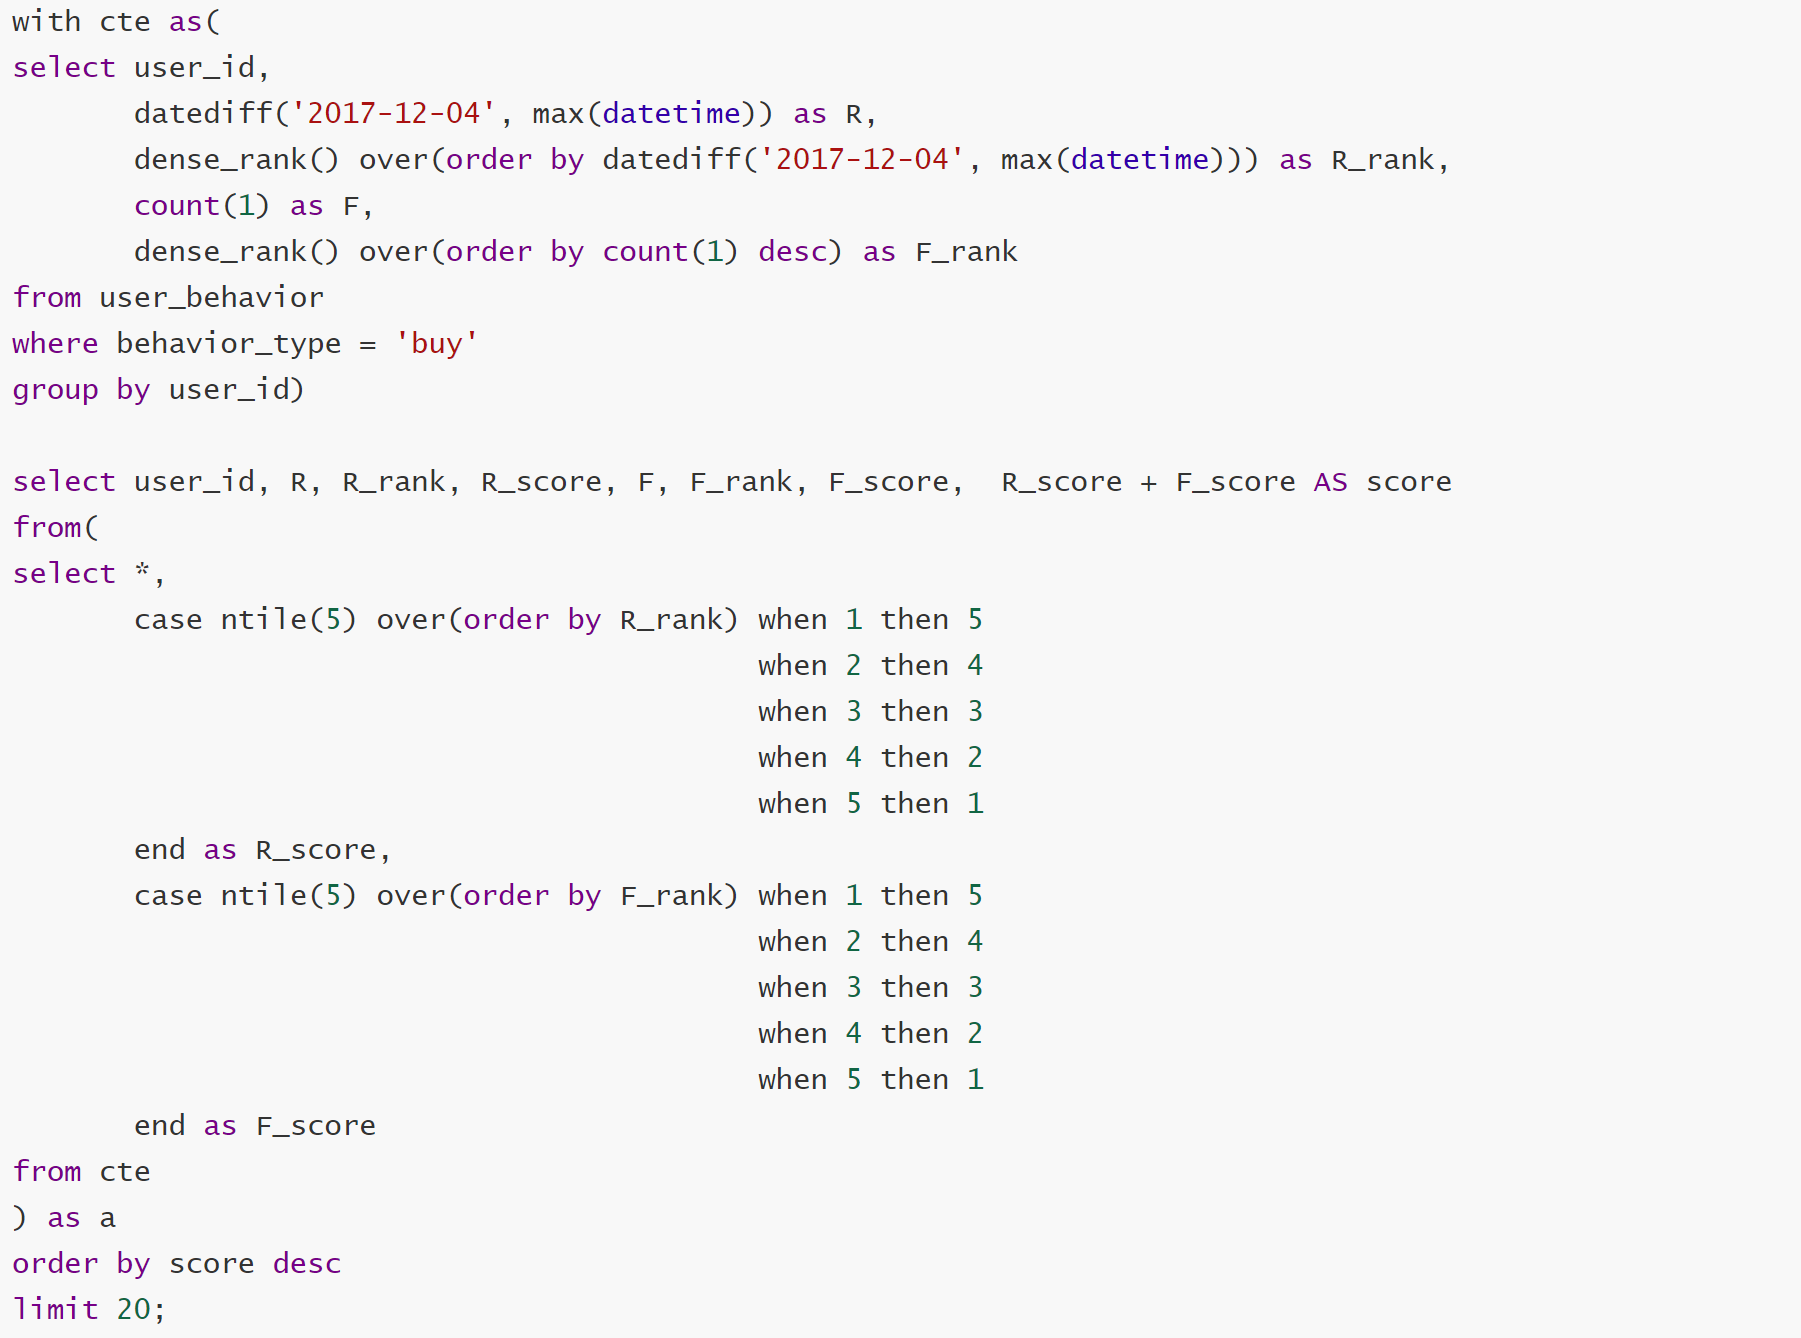 with cte as(
select user_id,
       datediff('2017-12-04', max(datetime)) as R,
       dense_rank() over(order by datediff('2017-12-04', max(datetime))) as R_rank,
       count(1) as F,
       dense_rank() over(order by count(1) desc) as F_rank
from user_behavior
where behavior_type = 'buy'
group by user_id)

select user_id, R, R_rank, R_score, F, F_rank, F_score,  R_score + F_score AS score
from(
select *,
       case ntile(5) over(order by R_rank) when 1 then 5
                                           when 2 then 4
                                           when 3 then 3
                                           when 4 then 2
                                           when 5 then 1
       end as R_score,
       case ntile(5) over(order by F_rank) when 1 then 5
                                           when 2 then 4
                                           when 3 then 3
                                           when 4 then 2
                                           when 5 then 1
       end as F_score
from cte
) as a
order by score desc
limit 20;